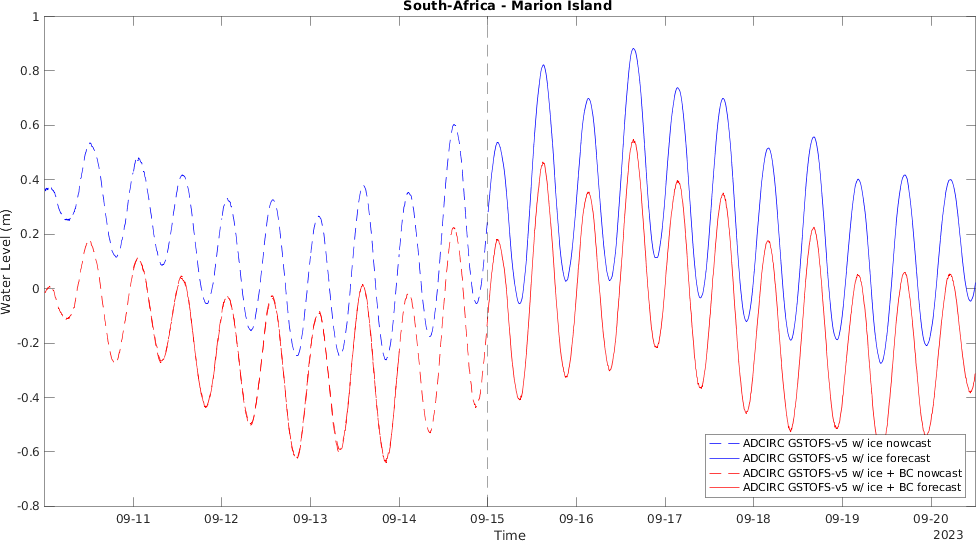 South-Africa - Marion Island
1
0.8
0.6
0.4
0.2
0
-0.2
-0.4
-0.6
-0.8
Water Level (m)
09-11 09-12 09-13 09-14 09-15 09-16 09-17 09-18 09-19 09-20
Time
2023
ADCIRC GSTOFS-v5 w/ ice nowcast
ADCIRC GSTOFS-v5 w/ ice forecast
ADCIRC GSTOFS-v5 w/ ice + BC nowcast
ADCIRC GSTOFS-v5 w/ ice + BC forecast